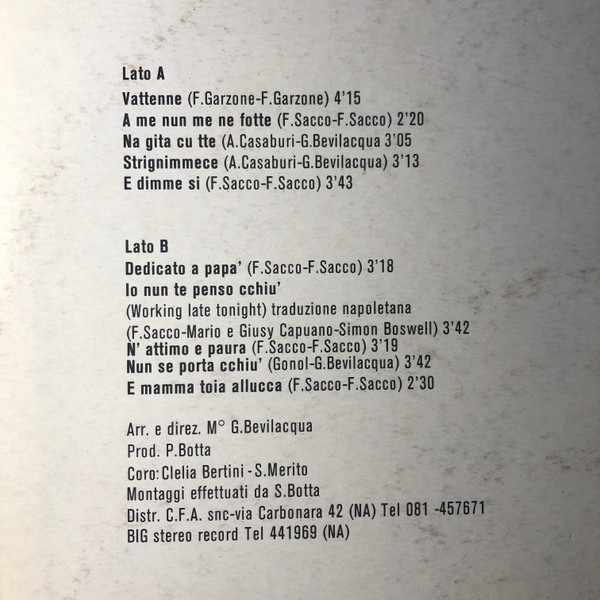 Lato A
Vattenne (F.Garzone-F.Garzone) 4'15
A me nun me ne fotte (F.Sacco-F.Sacco) 2'20
Na gita cu tte (A.Casaburi-G.Bevilacqua 3'05
Strignimmece (A.Casaburi-G.Bevilacqua) 3'13
E dimme si (F.Sacco-F.Sacco) 3'43
Lato B
Dedicato a papa' (F.Sacco-F.Sacco) 3'18
Io nun te penso cchiu'
(Working late tonight) traduzione napoletana
(F.Sacco-Mario e Giusy Capuano-Simon Boswell) 3'42
N' attimo e paura (F.Sacco-F.Sacco) 3'19
Nun se porta cchiu' (Gonol-G.Bevilacqua) 3'42
E mamma toia allucca (F.Sacco-F.Sacco) 2'30
Arr. e direz. M° G.Bevilacqua
Prod. P.Botta
Coro: Clelia Bertini - S.Merito
Montaggi effettuati da S.Botta
Distr. C.F.A. snc-via Carbonara 42 (NA) Tel 081 -457671
BIG stereo record Tel 441969 (NA)